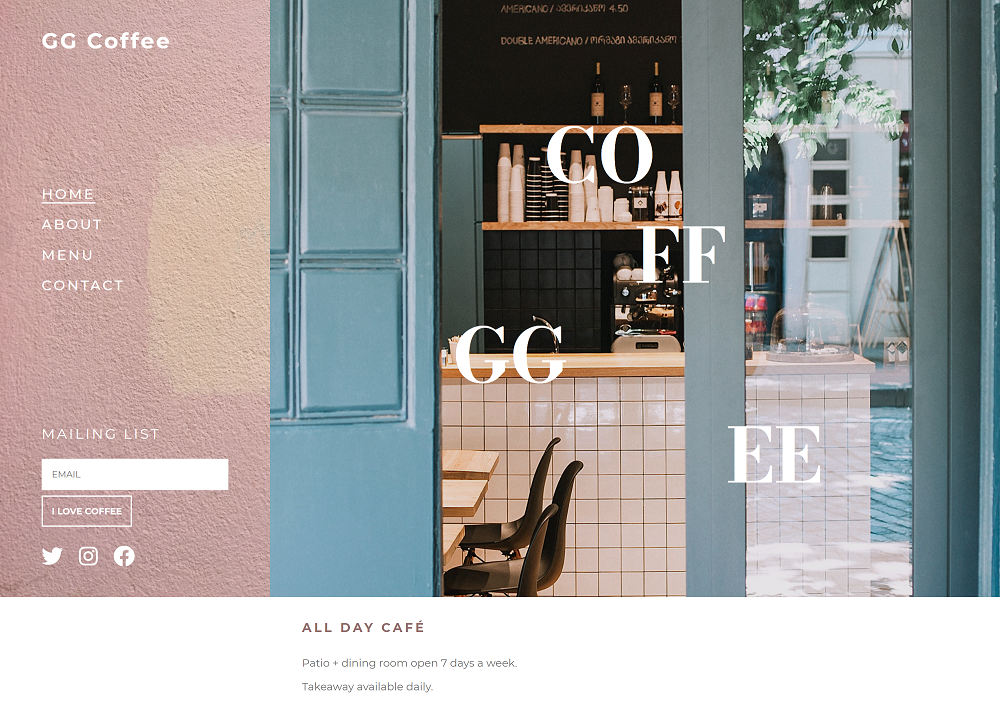 GG Coffee
HOME
ABOUT
MENU
CONTACT
MAILING LIST
EMAIL
I LOVE COFFEE
AMERICANO / ამერიკანო 4.50
DOUBLE AMERICANO / ორმაგი ამერიკანო
CO
FF
GG
EE
ALL DAY CAFÉ
Patio + dining room open 7 days a week.
Takeaway available daily.